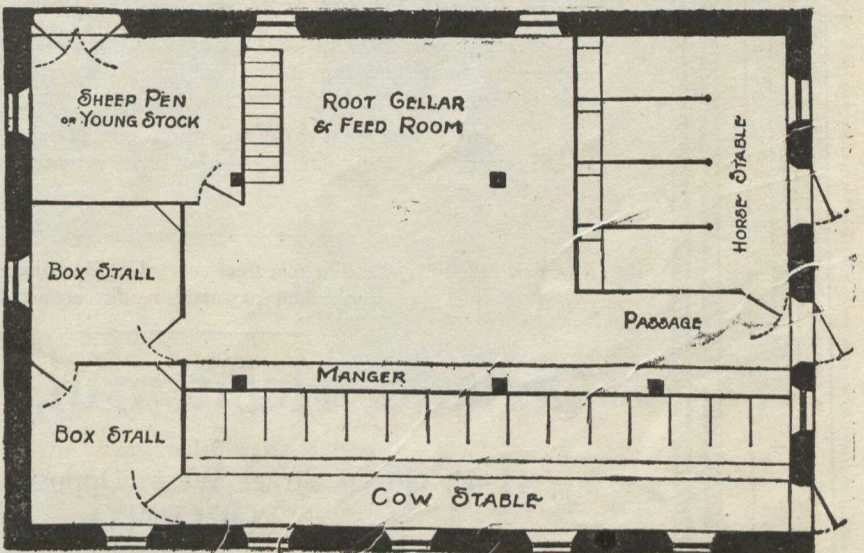 SHEEP PEN
OR YOUNG STOCK
ROOT CELLAR
& FEED ROOM
HORSE STABLE
BOX STALL
PASSAGE
MANGER
BOX STALL
COW STABLE